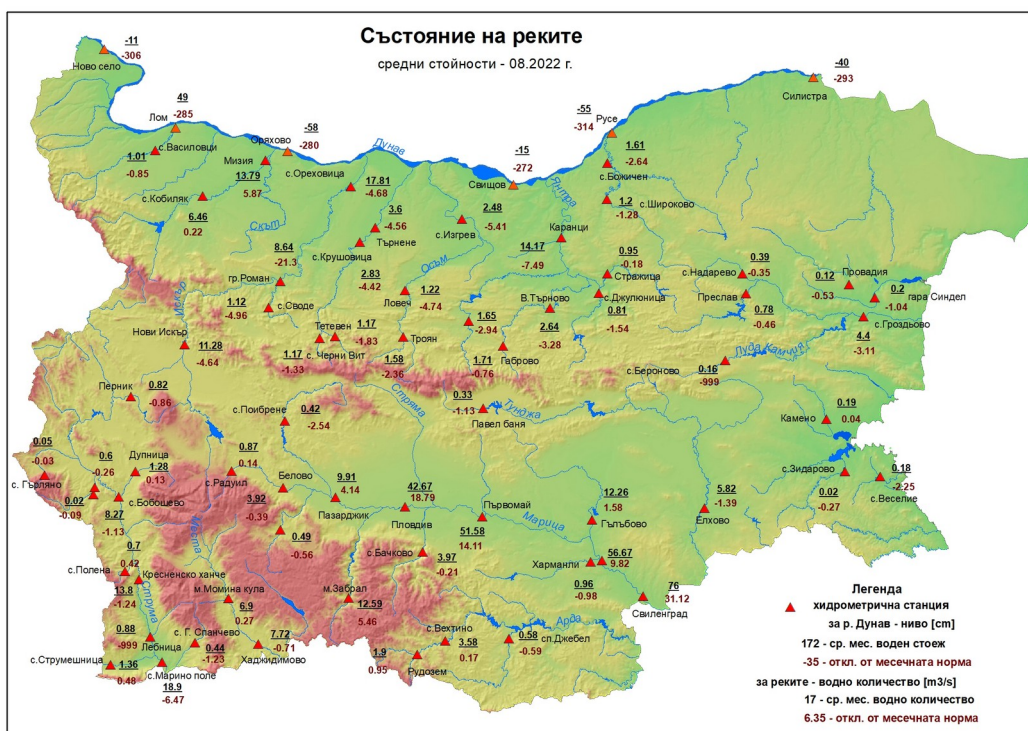 Състояние на реките
средни стойности - 08.2022 г.
-11
-306
Ново село
49
-285
Лом
-58
-280
Оряхово
-15
-272
Свищов
-55
-314
Русе
-40
-293
Силистра
Дунав
с.Василовци
1.01
-0.85
Мизия
13.79
5.87
с.Ореховица
17.81
-4.68
с.Кобиляк
6.46
0.22
Скът
3.6
-4.56
Търнене
с.Крушовица
2.83
-4.42
2.48
-5.41
с.Изгрев
Янтра
1.61
-2.64
с.Божичен
1.2
-1.28
с.Широково
Каранци
14.17
-7.49
8.64
-21.3
гр.Роман
Осъм
Искър
1.12
-4.96
с.Своде
Ловеч
1.22
-4.74
0.95
-0.18
Стражица
с.Джулюница
0.81
-1.54
В.Търново
2.64
-3.28
с.Надарево
0.39
-0.35
Преслав
0.78
-0.46
Провадия
0.12
-0.53
0.2
-1.04
гара Синдел
с.Гроздьово
4.4
-3.11
Нови Искър
11.28
-4.64
Тетевен
1.17
-1.83
с. Черни Вит
1.17
-1.33
Троян
1.58
-2.36
1.65
-2.94
1.71
-0.76
Габрово
с.Бероново
0.16
-999
Луда Камчия
Перник
0.82
-0.86
с.Поибрене
0.42
-2.54
Стряма
0.33
-1.13
Павел баня
Тунджа
Камено
0.19
0.04
0.05
-0.03
с. Гърляно
0.6
-0.26
0.02
-0.09
Дупница
1.28
0.13
с.Бобошево
8.27
-1.13
0.87
0.14
с.Радуил
Белово
3.92
-0.39
9.91
4.14
Пазарджик
42.67
18.79
Пловдив
Първомай
51.58
14.11
Марица
12.26
1.58
Гълъбово
5.82
-1.39
Елхово
с.Зидарово
0.02
-0.27
0.18
-2.25
с.Веселие
0.49
-0.56
Места
с.Бачково
3.97
-0.21
Харманли
0.96
-0.98
56.67
9.82
76
31.12
Свиленград
0.7
0.42
с.Полена
Кресненско ханче
13.8
-1.24
Струма
м.Момина кула
6.9
0.27
м.Забрал
12.59
5.46
0.88
-999
Лебница
с. Г. Спанчево
0.44
-1.23
7.72
-0.71
Хаджидимово
с.Струмешница
1.36
0.48
с.Марино поле
18.9
-6.47
с.Вехтино
3.58
0.17
1.9
0.95
Рудозем
Арда
0.58
-0.59
сп.Джебел
Легенда
хидрометрична станция
за р. Дунав - ниво [cm]
172 - ср. мес. воден стоеж
-35 - откл. от месечната норма
за реките - водно количество [m3/s]
17 - ср. мес. водно количество
6.35 - откл. от месечната норма